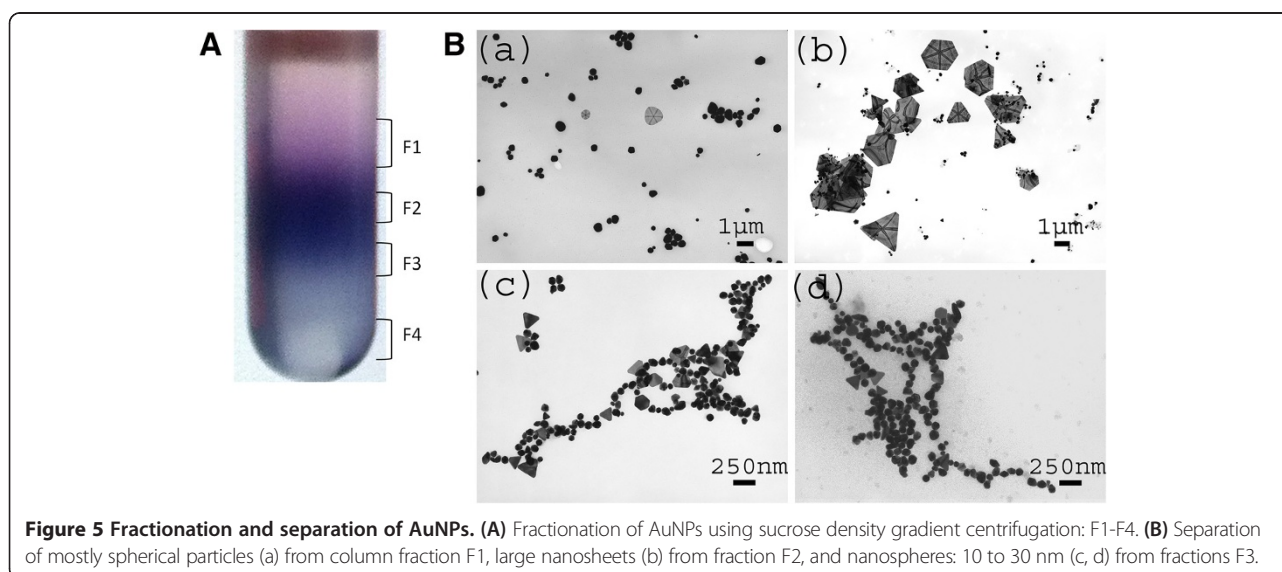 A
F1
F2
F3
F4
B
(a)
1μm
(b)
1μm
(c)
250nm
(d)
250nm
Figure 5 Fractionation and separation of AuNPs. (A) Fractionation of AuNPs using sucrose density gradient centrifugation: F1-F4. (B) Separation
of mostly spherical particles (a) from column fraction F1, large nanosheets (b) from fraction F2, and nanospheres: 10 to 30 nm (c, d) from fractions F3.